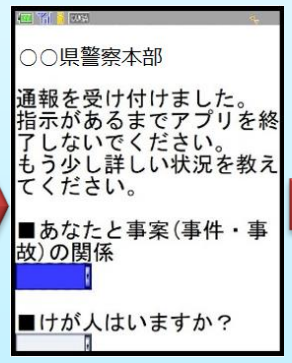 ○○県警察本部
通報を受け付けました。
指示があるまでアプリを終
了しないでください。
もう少し詳しい状況を教え
てください。
■あなたと事案(事件・事
故)の関係
■けが人はいますか？